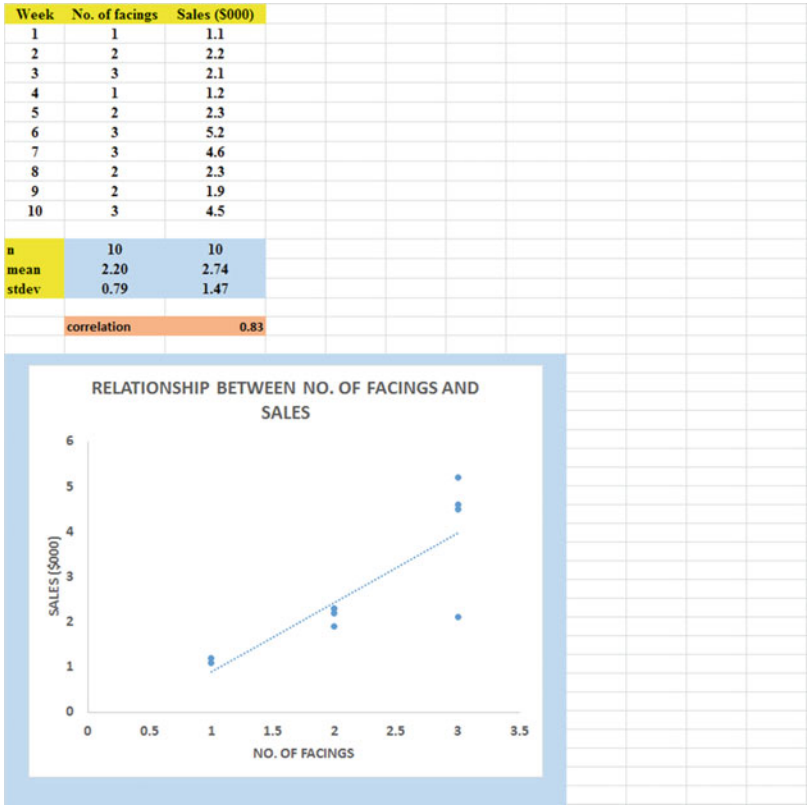 Week No. of facings Sales ($000)
1 1 1.1
2 2 2.2
3 3 2.1
4 1 1.2
5 2 2.3
6 3 5.2
7 3 4.6
8 2 2.3
9 2 1.9
10 3 4.5
n 10 10
mean 2.20 2.74
stdev 0.79 1.47
correlation 0.83
RELATIONSHIP BETWEEN NO. OF FACINGS AND
SALES
6
5
4
3
2
1
0
SALES ($000)
0 0.5 1 1.5 2 2.5 3 3.5
NO. OF FACINGS